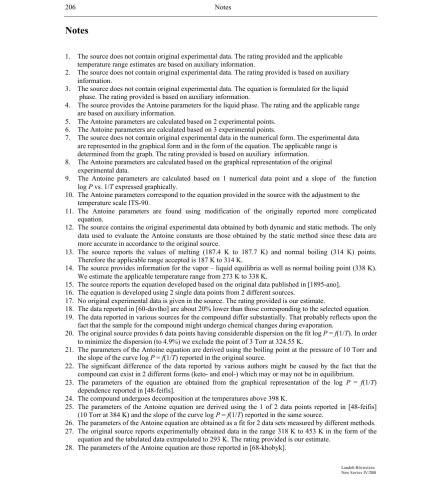 206
Notes
Notes
1. The source does not contain original experimental data. The rating provided and the applicable
temperature range estimates are based on auxiliary information.
2. The source does not contain original experimental data. The rating provided is based on auxiliary
information.
3. The source does not contain original experimental data. The equation is formulated for the liquid
phase. The rating provided is based on auxiliary information.
4. The source provides the Antoine parameters for the liquid phase. The rating and the applicable range
are based on auxiliary information.
5. The Antoine parameters are calculated based on 2 experimental points.
6. The Antoine parameters are calculated based on 3 experimental points.
7. The source does not contain original experimental data in the numerical form. The experimental data
are represented in the graphical form and in the form of the equation. The applicable range is
determined from the graph. The rating provided is based on auxiliary information.
8. The Antoine parameters are calculated based on the graphical representation of the original
experimental data.
9. The Antoine parameters are calculated based on 1 numerical data point and a slope of the function
log P vs. 1/T expressed graphically.
10. The Antoine parameters correspond to the equation provided in the source with the adjustment to the
temperature scale ITS-90.
11. The Antoine parameters are found using modification of the originally reported more complicated
equation.
12. The source contains the original experimental data obtained by both dynamic and static methods. The only
data used to evaluate the Antoine constants are those obtained by the static method since these data are
more accurate in accordance to the original source.
13. The source reports the values of melting (187.4 K to 187.7 K) and normal boiling (314 K) points.
Therefore the applicable range accepted is 187 K to 314 K.
14. The source provides information for the vapor – liquid equilibria as well as normal boiling point (338 K).
We estimate the applicable temperature range from 273 K to 338 K.
15. The source reports the equation developed based on the original data published in [1895-ano].
16. The equation is developed using 2 single data points from 2 different sources.
17. No original experimental data is given in the source. The rating provided is our estimate.
18. The data reported in [60-davtho] are about 20% lower than those corresponding to the selected equation.
19. The data reported in various sources for the compound differ substantially. That probably reflects upon the
fact that the sample for the compound might undergo chemical changes during evaporation.
20. The original source provides 6 data points having considerable dispersion on the fit log P = f(1/T). In order
to minimize the dispersion (to 4.9%) we exclude the point of 3 Torr at 324.55 K.
21. The parameters of the Antoine equation are derived using the boiling point at the pressure of 10 Torr and
the slope of the curve log P = f(1/T) reported in the original source.
22. The significant difference of the data reported by various authors might be caused by the fact that the
compound can exist in 2 different forms (keto- and enol-) which may or may not be in equilibrium.
23. The parameters of the equation are obtained from the graphical representation of the log P = f(1/T)
dependence reported in [48-feifis].
24. The compound undergoes decomposition at the temperatures above 398 K.
25. The parameters of the Antoine equation are derived using the 1 of 2 data points reported in [48-feifis]
(10 Torr at 384 K) and the slope of the curve log P = f(1/T) reported in the same source.
26. The parameters of the Antoine equation are obtained as a fit for 2 data sets measured by different methods.
27. The original source reports experimentally obtained data in the range 318 K to 453 K in the form of the
equation and the tabulated data extrapolated to 293 K. The rating provided is our estimate.
28. The parameters of the Antoine equation are those reported in [68-khobyk].
Landolt-Börnstein
New Series IV/20B